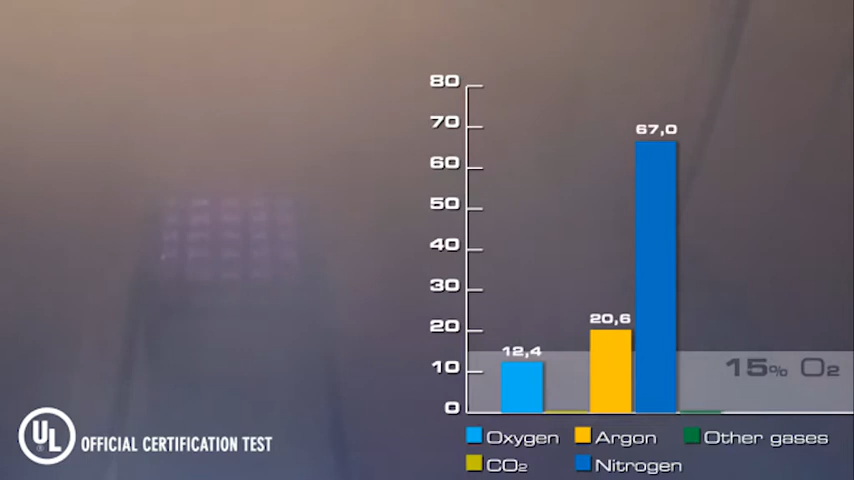 80
70
60
50
40
30
20
10
0
67,0
20,6
12,4
15% O₂
UL
®
OFFICIAL CERTIFICATION TEST
Oxygen Argon Other gases
CO₂ Nitrogen